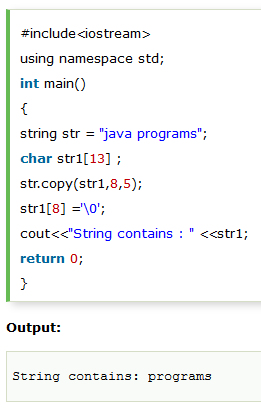 #include<iostream>
using namespace std;
int main()
{
string str = "java programs";
char str1[13] ;
str.copy(str1,8,5);
str1[8] ='\0';
cout<<"String contains : " <<str1;
return 0;
}
Output:
String contains: programs